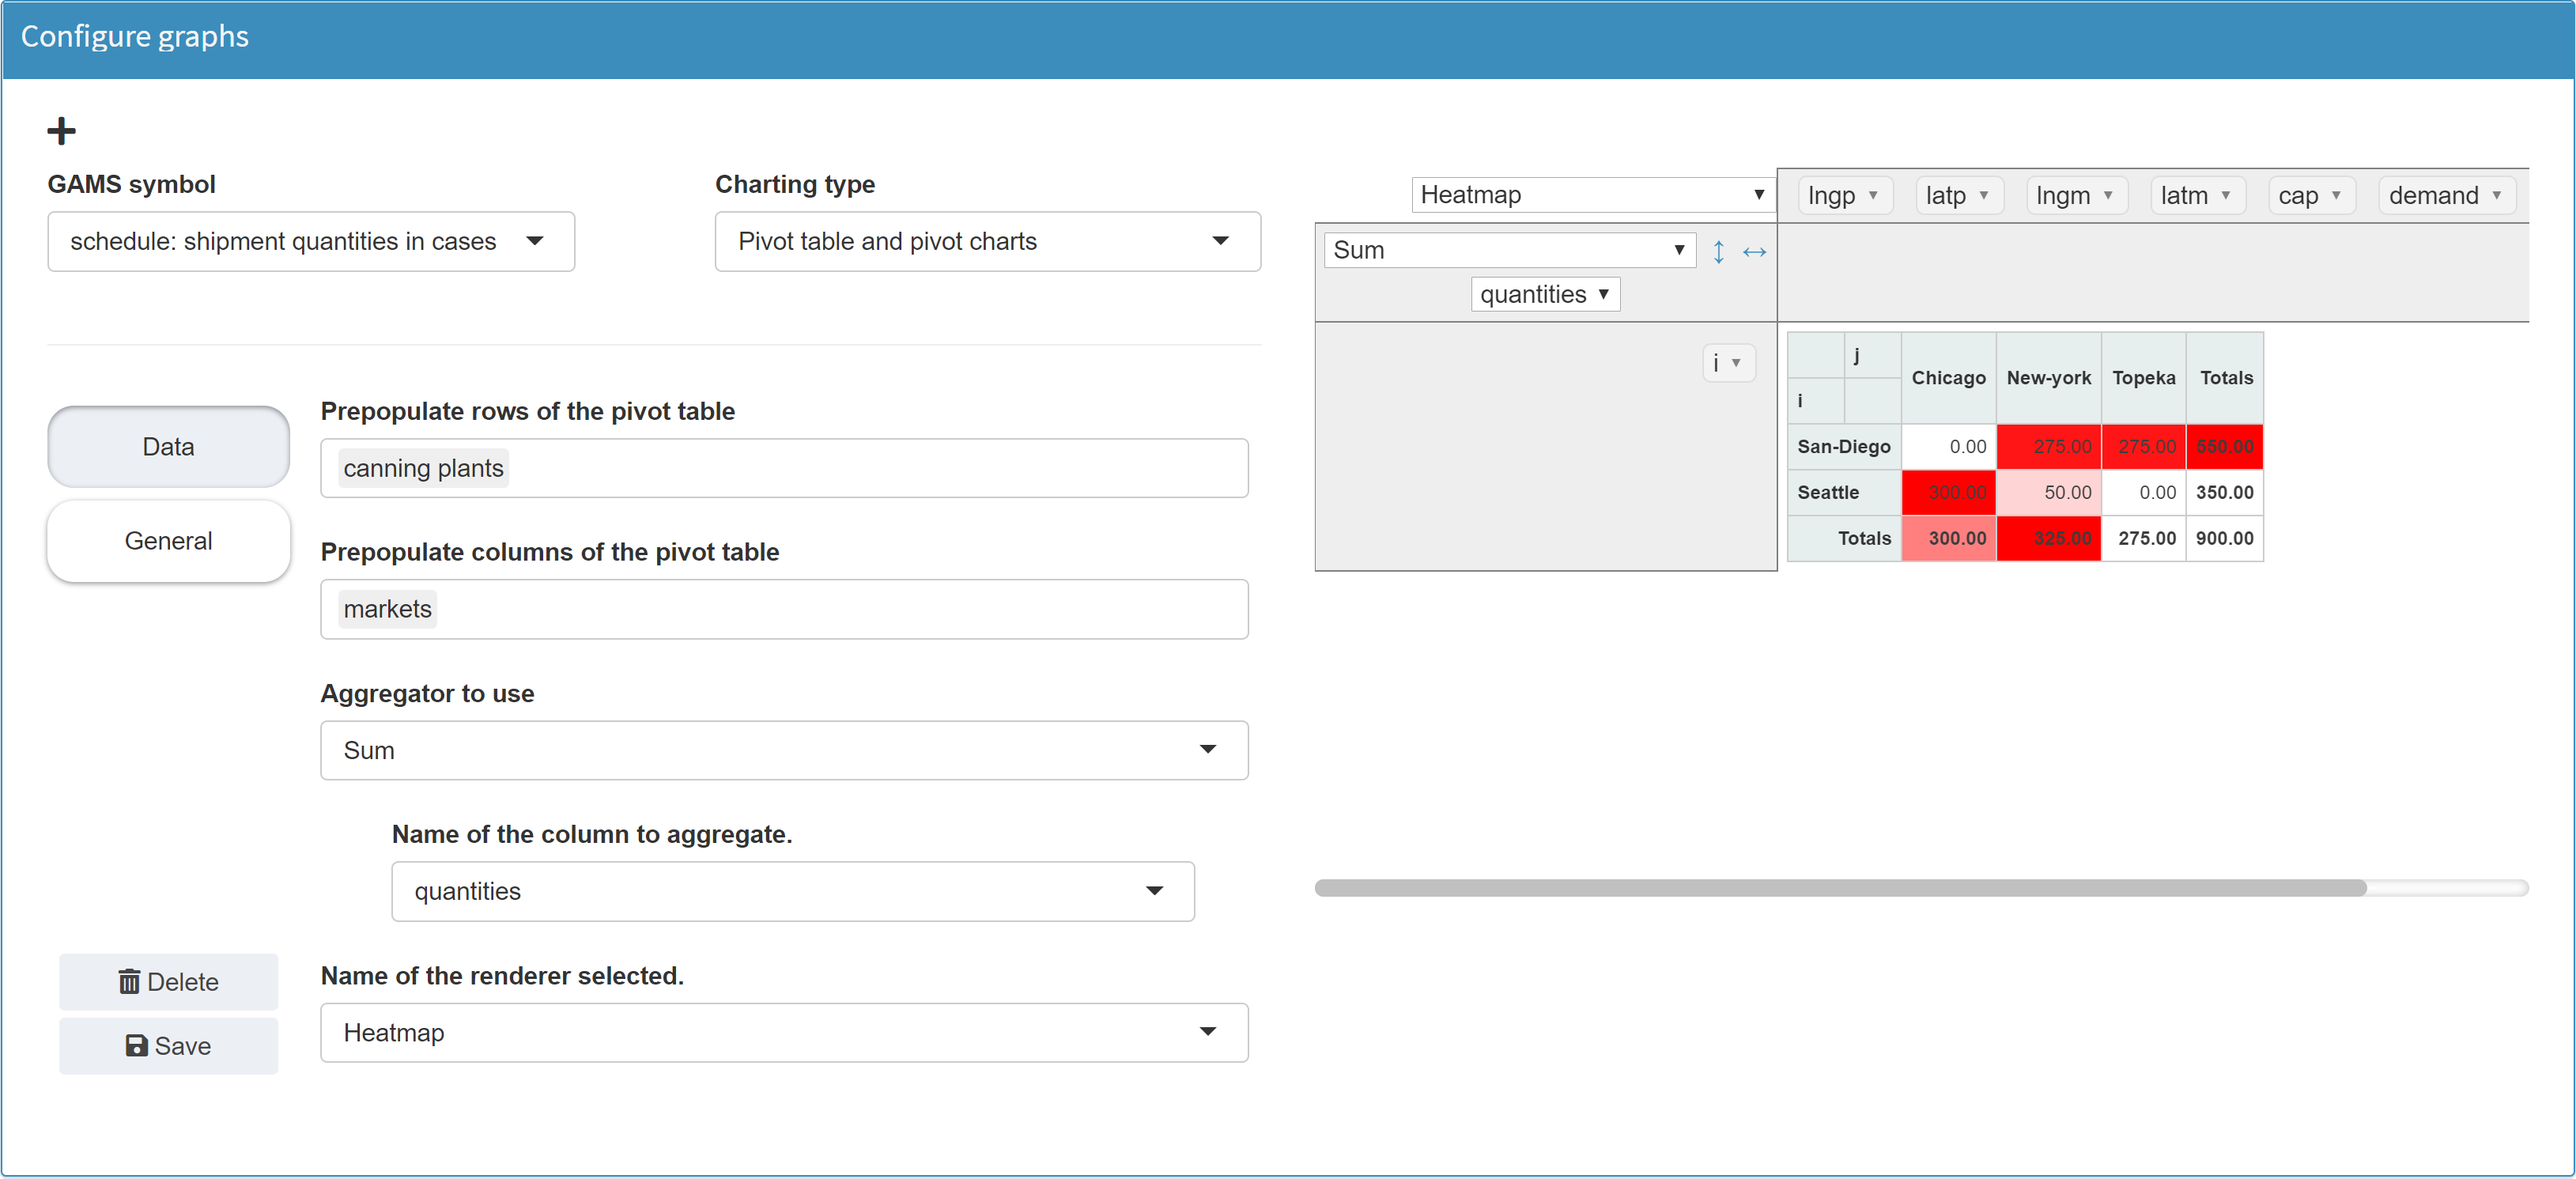 Configure graphs
GAMS symbol
schedule: shipment quantities in cases
Charting type
Pivot table and pivot charts
Data
General
Delete
Save
Prepopulate rows of the pivot table
canning plants
Prepopulate columns of the pivot table
markets
Aggregator to use
Sum
Name of the column to aggregate.
quantities
Name of the renderer selected.
Heatmap
Heatmap
lngp latp lngm latm cap demand
Sum
quantities
i
j
Chicago New-york Topeka Totals
i
San-Diego 0.00 275.00 275.00 550.00
Seattle 300.00 50.00 0.00 350.00
Totals 300.00 325.00 275.00 900.00